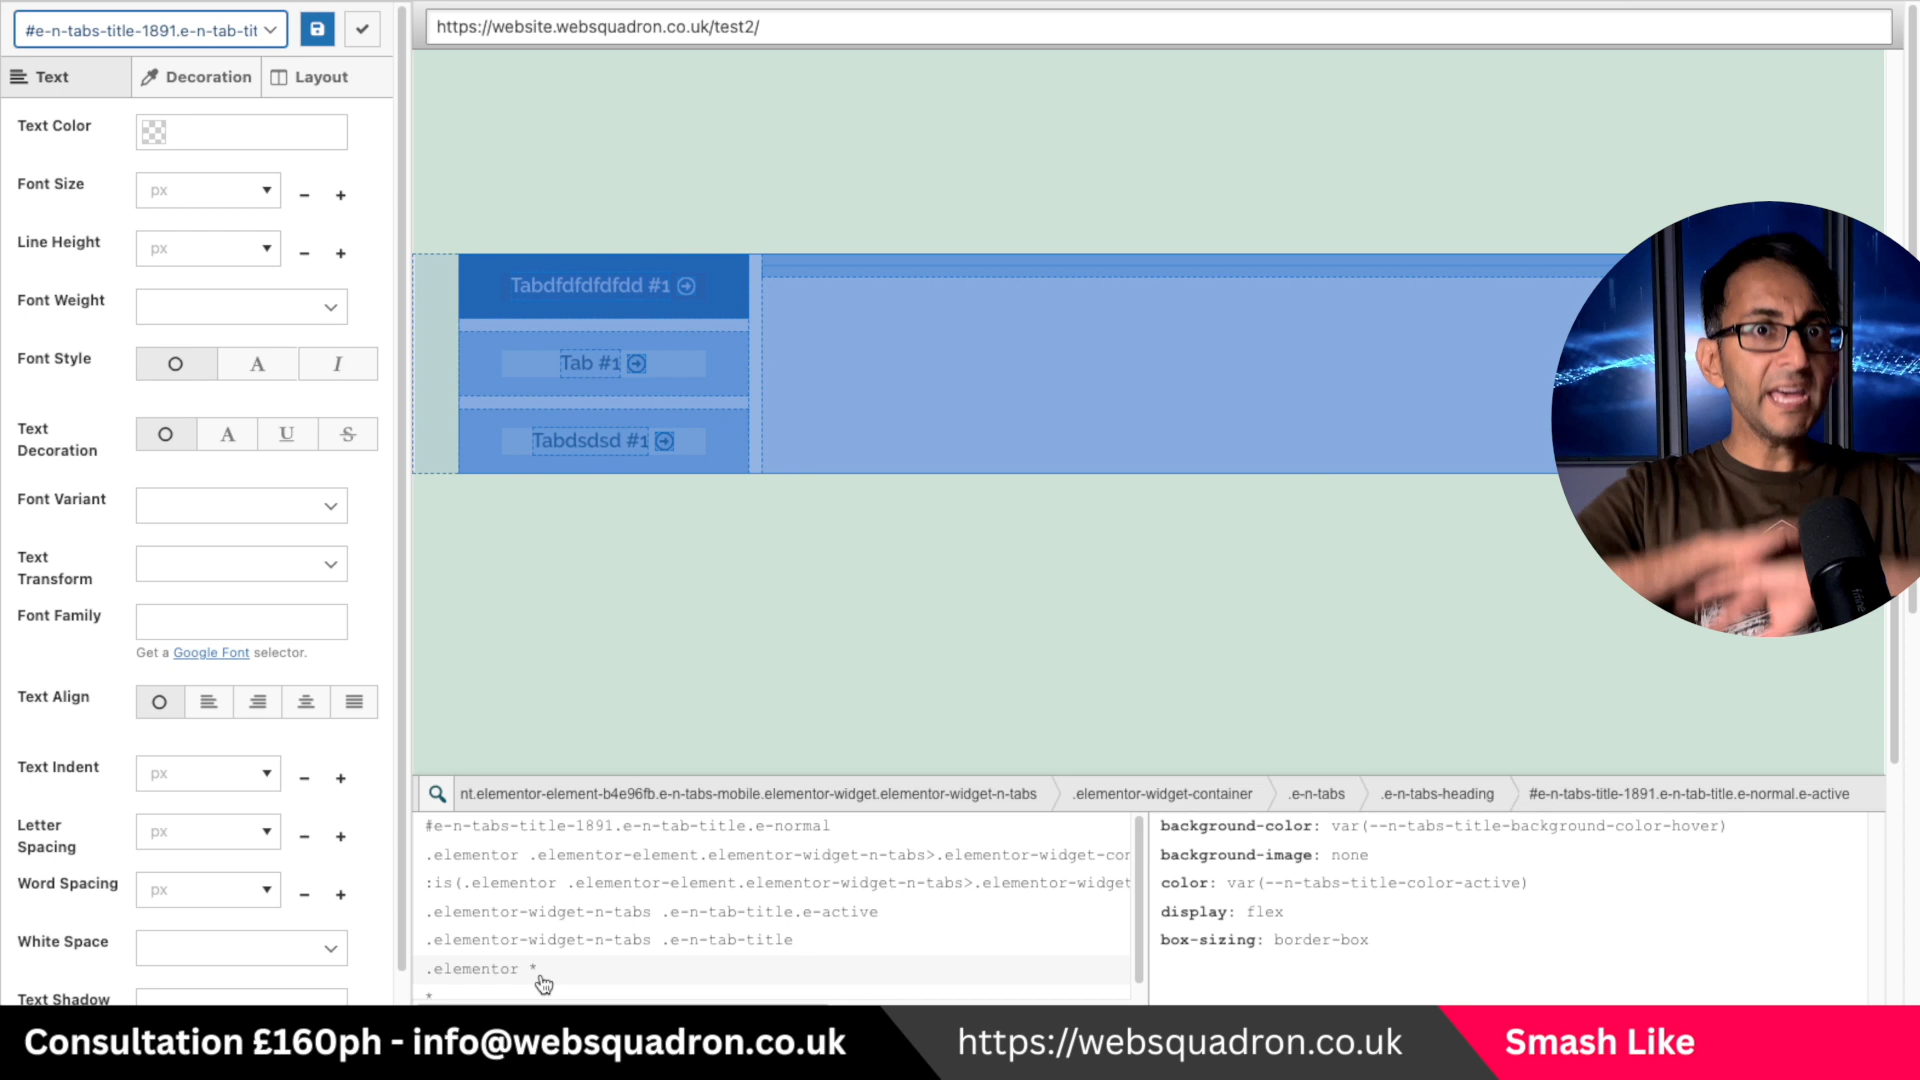 #e-n-tabs-title-1891.e-n-tab-tit
https://website.websquadron.co.uk/test2/
Text
Decoration
Layout
Text Color
Font Size
px
Line Height
px
Font Weight
Font Style
A
I
Text
Decoration
A
U
S
Font Variant
Text
Transform
Font Family
Get a Google Font selector.
Text Align
Text Indent
px
Letter
Spacing
px
Word Spacing
px
White Space
Text Shadow
Tabdfdfdfdfdd #1
Tab #1
Tabdsdsd #1
nt.elementor-element-b4e96fb.e-n-tabs-mobile.elementor-widget.elementor-widget-n-tabs
.elementor-widget-container
.e-n-tabs
.e-n-tabs-heading
#e-n-tabs-title-1891.e-n-tab-title.e-normal.e-active
#e-n-tabs-title-1891.e-n-tab-title.e-normal
.elementor .elementor-element.elementor-widget-n-tabs>.elementor-widget-con
:is(.elementor .elementor-element.elementor-widget-n-tabs>.elementor-widget
.elementor-widget-n-tabs .e-n-tab-title.e-active
.elementor-widget-n-tabs .e-n-tab-title
.elementor *
*
background-color: var(--n-tabs-title-background-color-hover)
background-image: none
color: var(--n-tabs-title-color-active)
display: flex
box-sizing: border-box
Consultation £160ph - info@websquadron.co.uk
https://websquadron.co.uk
Smash Like